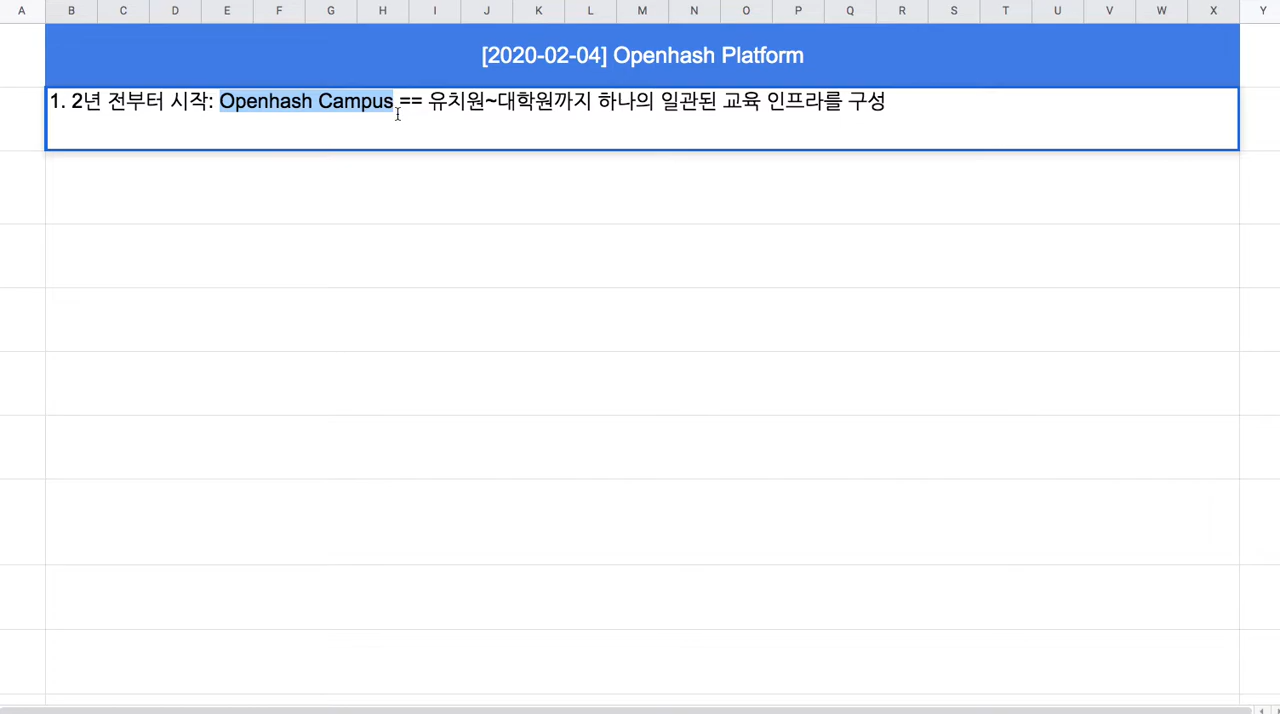 A B C D E F G H I J K L M N O P Q R S T U V W X Y
[2020-02-04] Openhash Platform
1. 2년 전부터 시작: Openhash Campus == 유치원~대학원까지 하나의 일관된 교육 인프라를 구성